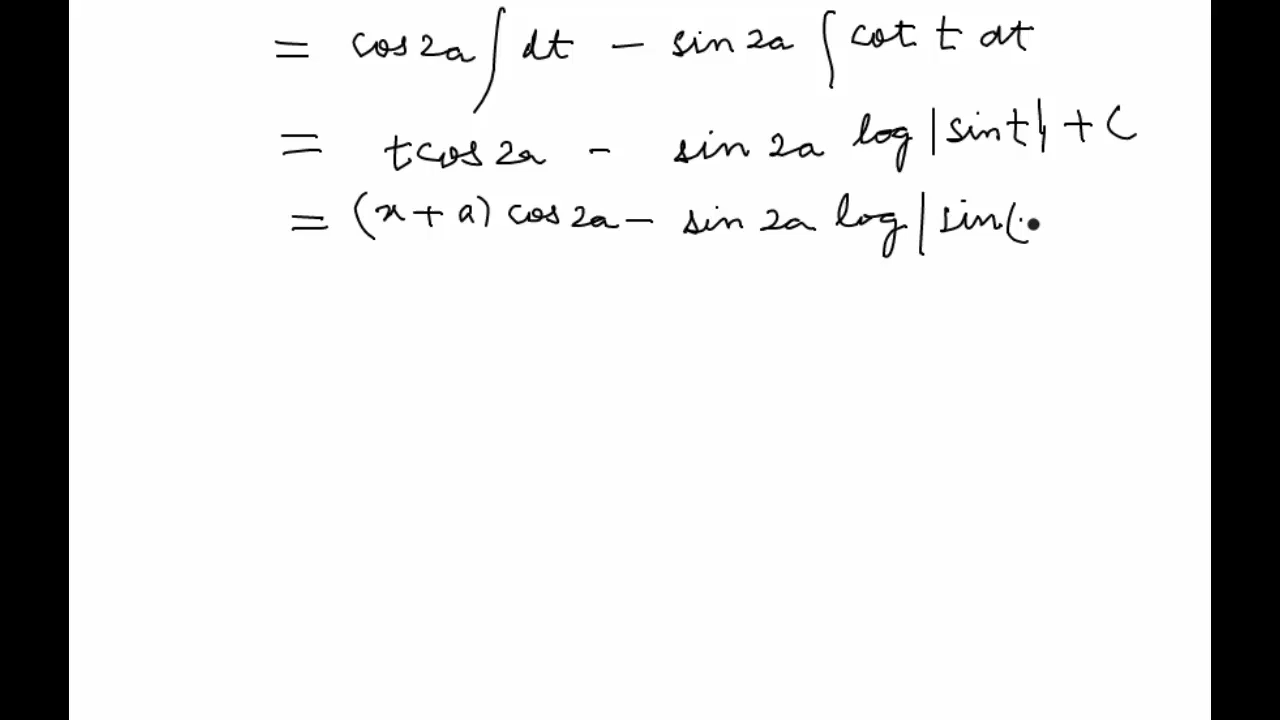 = cos 2a ∫ dt - sin 2a ∫ cot t dt
= t cos 2a - sin 2a log |sin t| + C
= (x + a) cos 2a - sin 2a log | sin(